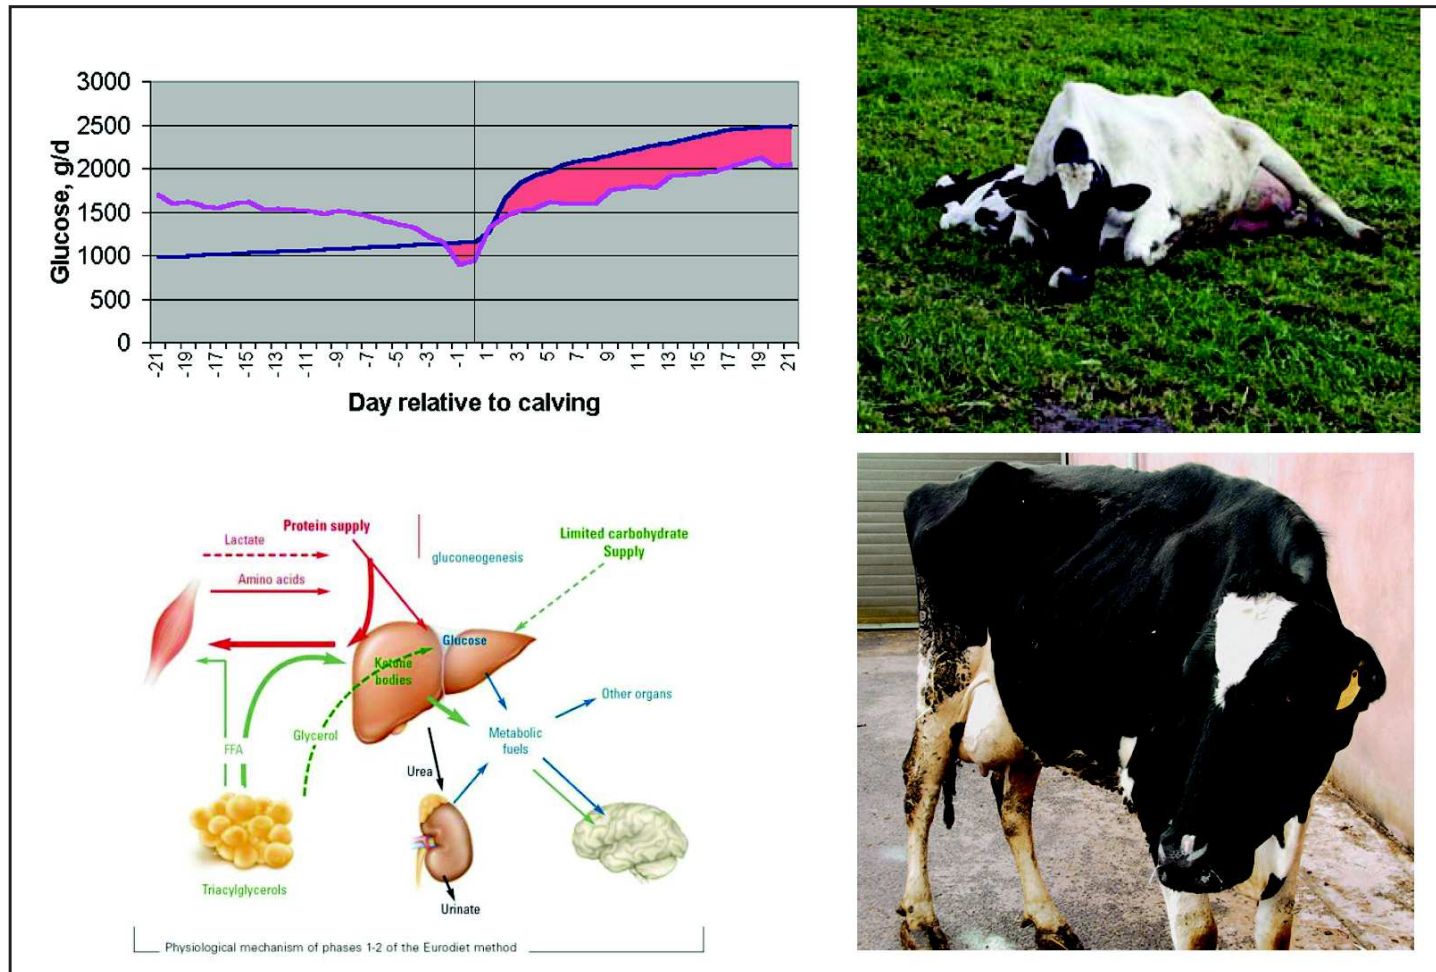 3000
2500
2000
1500
1000
500
0
Glucose, g/d
-21 -19 -17 -15 -13 -11 -9 -7 -5 -3 -1 1 3 5 7 9 11 13 15 17 19 21
Day relative to calving
Protein supply
Lactate
gluconeogenesis
Limited carbohydrate
Supply
Amino acids
Glucose
Ketone
bodies
Other organs
Glycerol
Metabolic
fuels
FFA
Urea
Triacylglycerols
Urinate
Physiological mechanism of phases 1-2 of the Eurodiet method